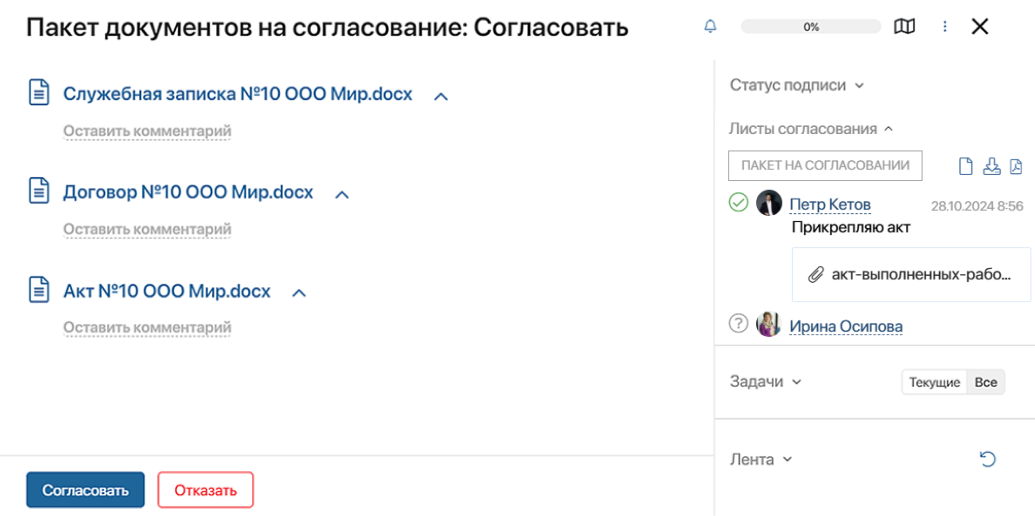 Пакет документов на согласование: Согласовать
0%
Служебная записка №10 ООО Мир.docx
Оставить комментарий
Договор №10 ООО Мир.docx
Оставить комментарий
Акт №10 ООО Мир.docx
Оставить комментарий
Согласовать Отказать
Статус подписи
Листы согласования
ПАКЕТ НА СОГЛАСОВАНИИ
Петр Кетов 28.10.2024 8:56
Прикрепляю акт
акт-выполненных-рабо...
Ирина Осипова
Задачи Текущие Все
Лента